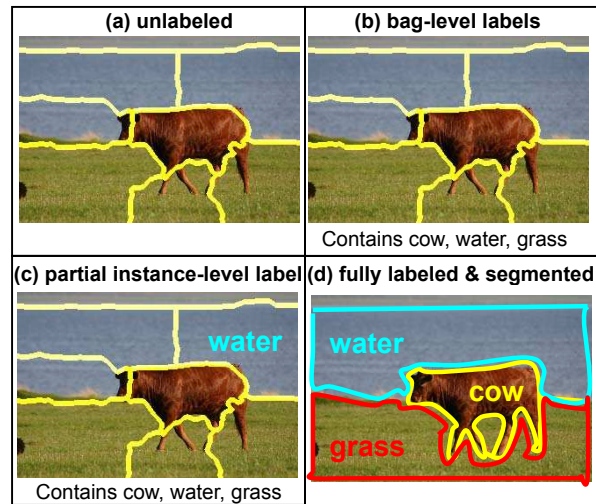 (a) unlabeled
(b) bag-level labels
Contains cow, water, grass
(c) partial instance-level label
water
Contains cow, water, grass
(d) fully labeled & segmented
water
cow
grass